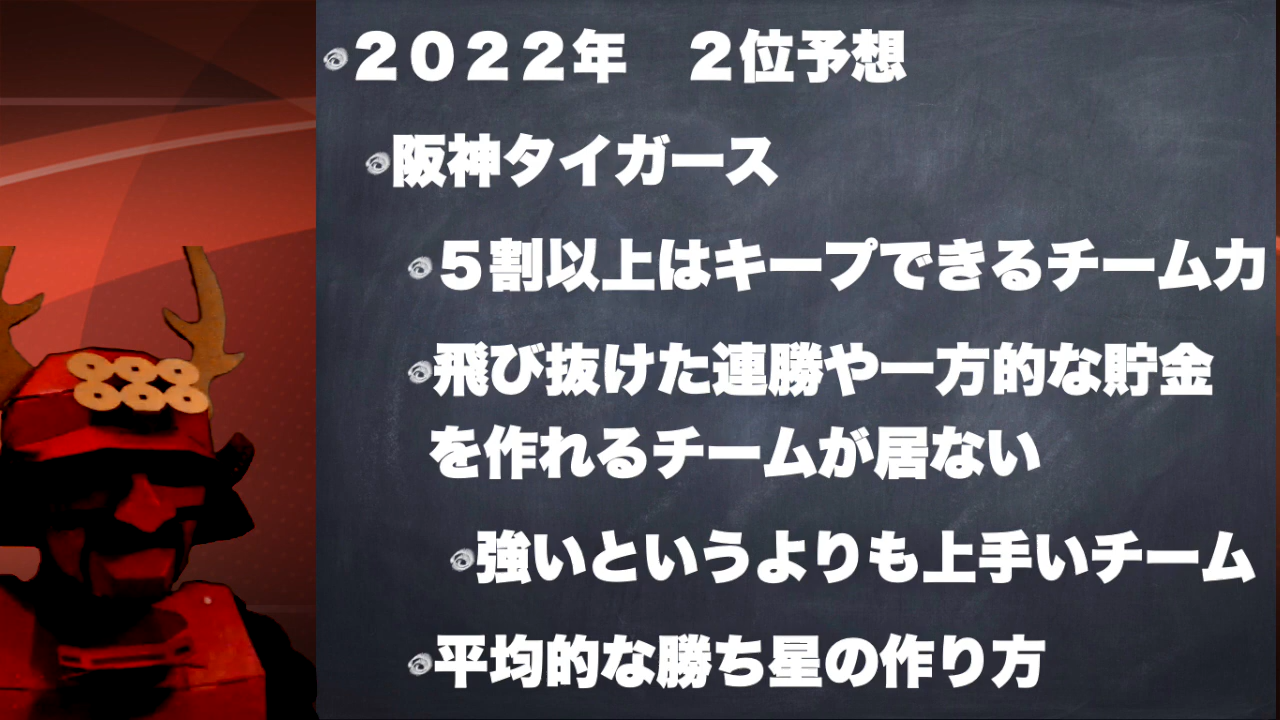 ２０２２年　２位予想
阪神タイガース
５割以上はキープできるチーム力
飛び抜けた連勝や一方的な貯金
を作れるチームが居ない
強いというよりも上手いチーム
平均的な勝ち星の作り方